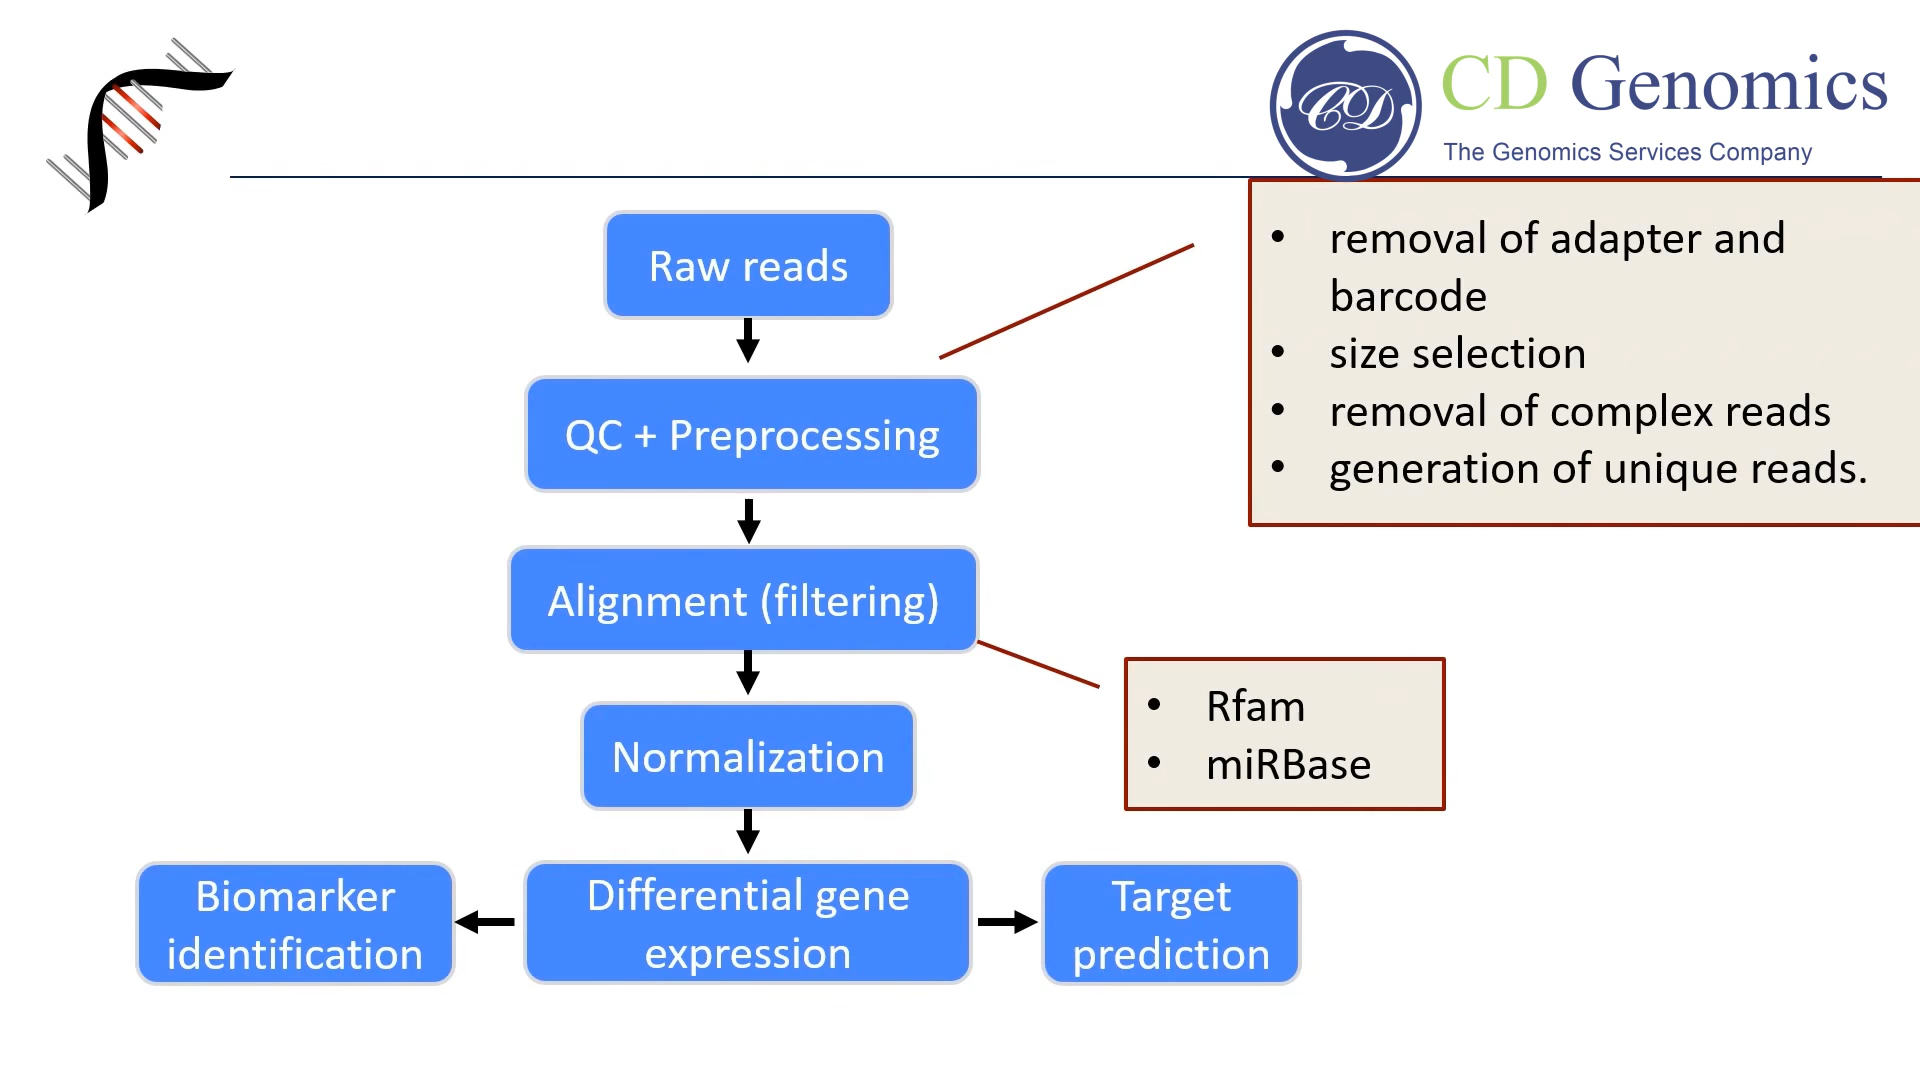 CD
CD Genomics
The Genomics Services Company
Raw reads
• removal of adapter and
barcode
• size selection
• removal of complex reads
• generation of unique reads.
QC + Preprocessing
Alignment (filtering)
• Rfam
• miRBase
Normalization
Biomarker
identification
Differential gene
expression
Target
prediction